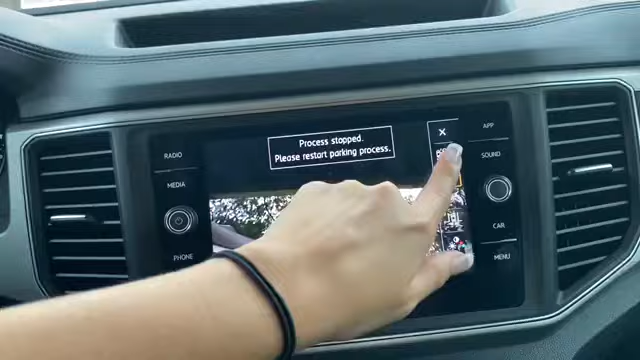 RADIO
MEDIA
PHONE
Process stopped.
Please restart parking process.
APP
SOUND
CAR
MENU